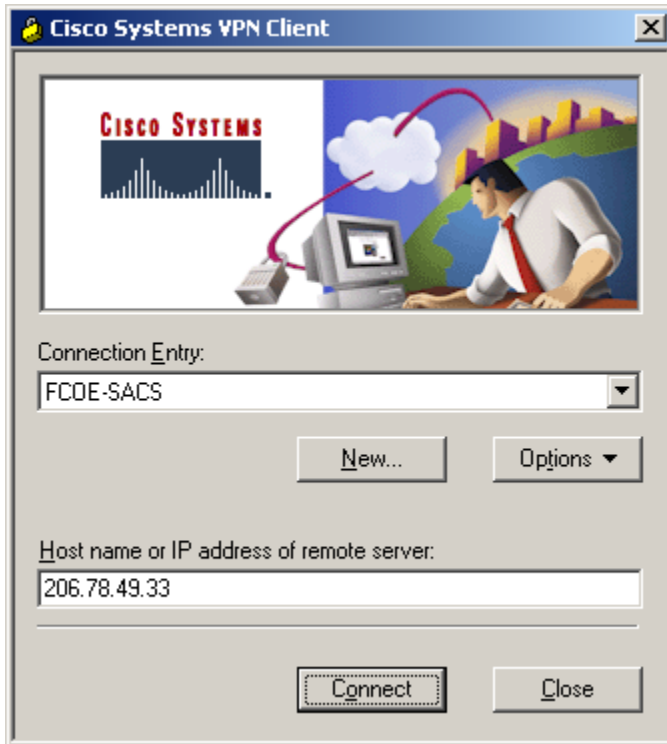 Cisco Systems VPN Client
CISCO SYSTEMS
Connection Entry:
FCOE-SACS
New...
Options
Host name or IP address of remote server:
206.78.49.33
Connect
Close